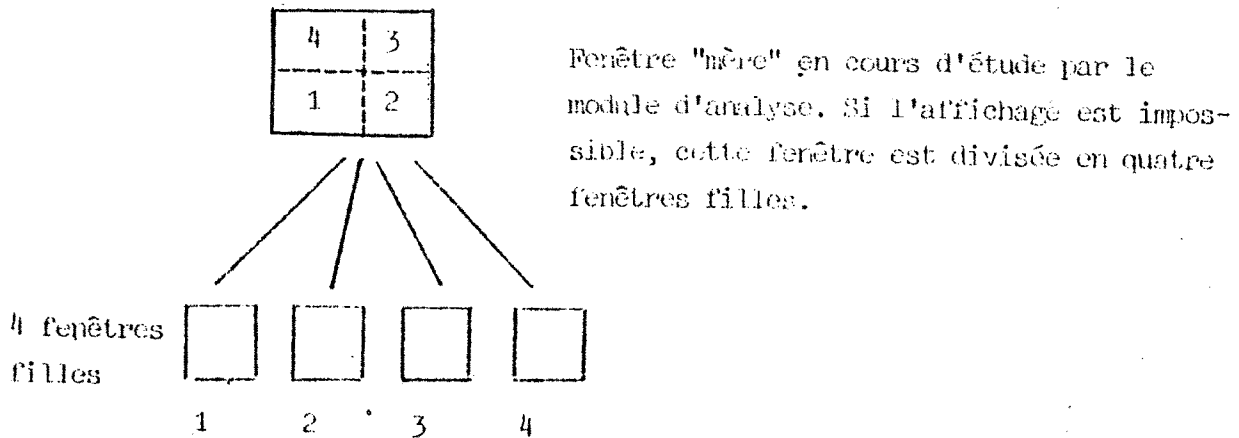 4 3
1 2
Fenêtre "mère" en cours d'étude par le
module d'analyse. Si l'affichage est impos-
sible, cette fenêtre est divisée en quatre
fenêtres filles.
4 fenêtres
filles
1 2 3 4